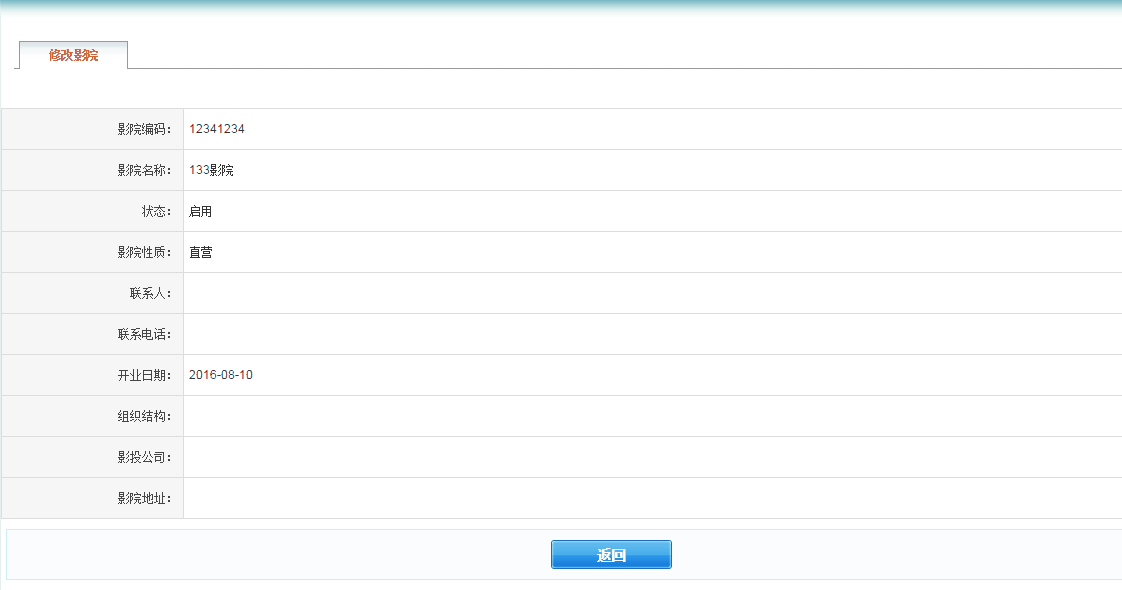 修改影院
影院编码： 12341234
影院名称： 133影院
状态： 启用
影院性质： 直营
联系人：
联系电话：
开业日期： 2016-08-10
组织结构：
影投公司：
影院地址：
返回